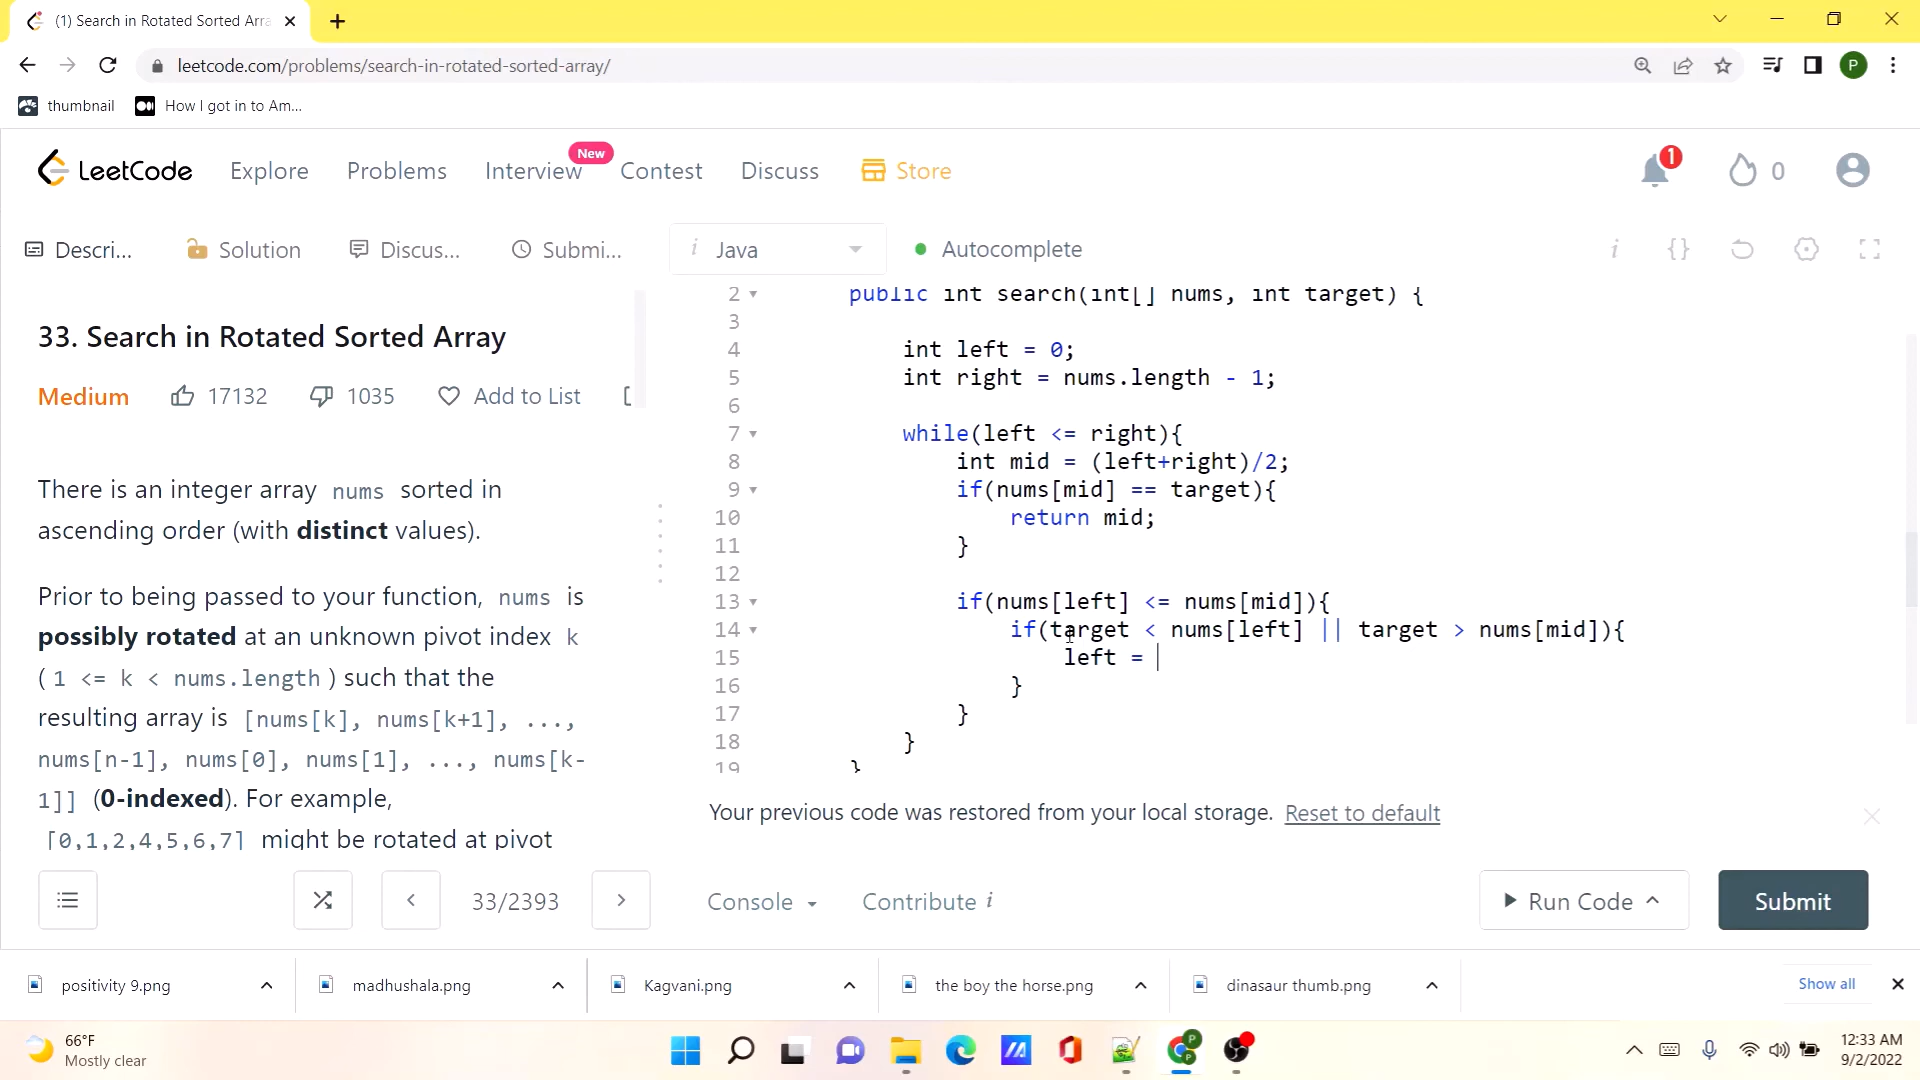 (1) Search in Rotated Sorted Arra
leetcode.com/problems/search-in-rotated-sorted-array/
P
thumbnail
How I got in to Am...
LeetCode
Explore
Problems
Interview
New
Contest
Discuss
Store
1
0
Descri...
Solution
Discus...
Submi...
i
Java
Autocomplete
i
{}
33. Search in Rotated Sorted Array
Medium
17132
1035
Add to List
There is an integer array nums sorted in
ascending order (with distinct values).
Prior to being passed to your function, nums is
possibly rotated at an unknown pivot index k
(1 <= k < nums.length) such that the
resulting array is [nums[k], nums[k+1], ...,
nums[n-1], nums[0], nums[1], ..., nums[k-
1]] (0-indexed). For example,
[0,1,2,4,5,6,7] might be rotated at pivot
2 public int search(int[] nums, int target) {
3
4 int left = 0;
5 int right = nums.length - 1;
6
7 while(left <= right){
8 int mid = (left+right)/2;
9 if(nums[mid] == target){
10 return mid;
11 }
12
13 if(nums[left] <= nums[mid]){
14 if(target < nums[left] || target > nums[mid]){
15 left =
16 }
17 }
18 }
19 }
Your previous code was restored from your local storage. Reset to default
33/2393
Console
Contribute i
Run Code
Submit
positivity 9.png
madhushala.png
Kagvani.png
the boy the horse.png
dinasaur thumb.png
Show all
66°F
Mostly clear
12:33 AM
9/2/2022